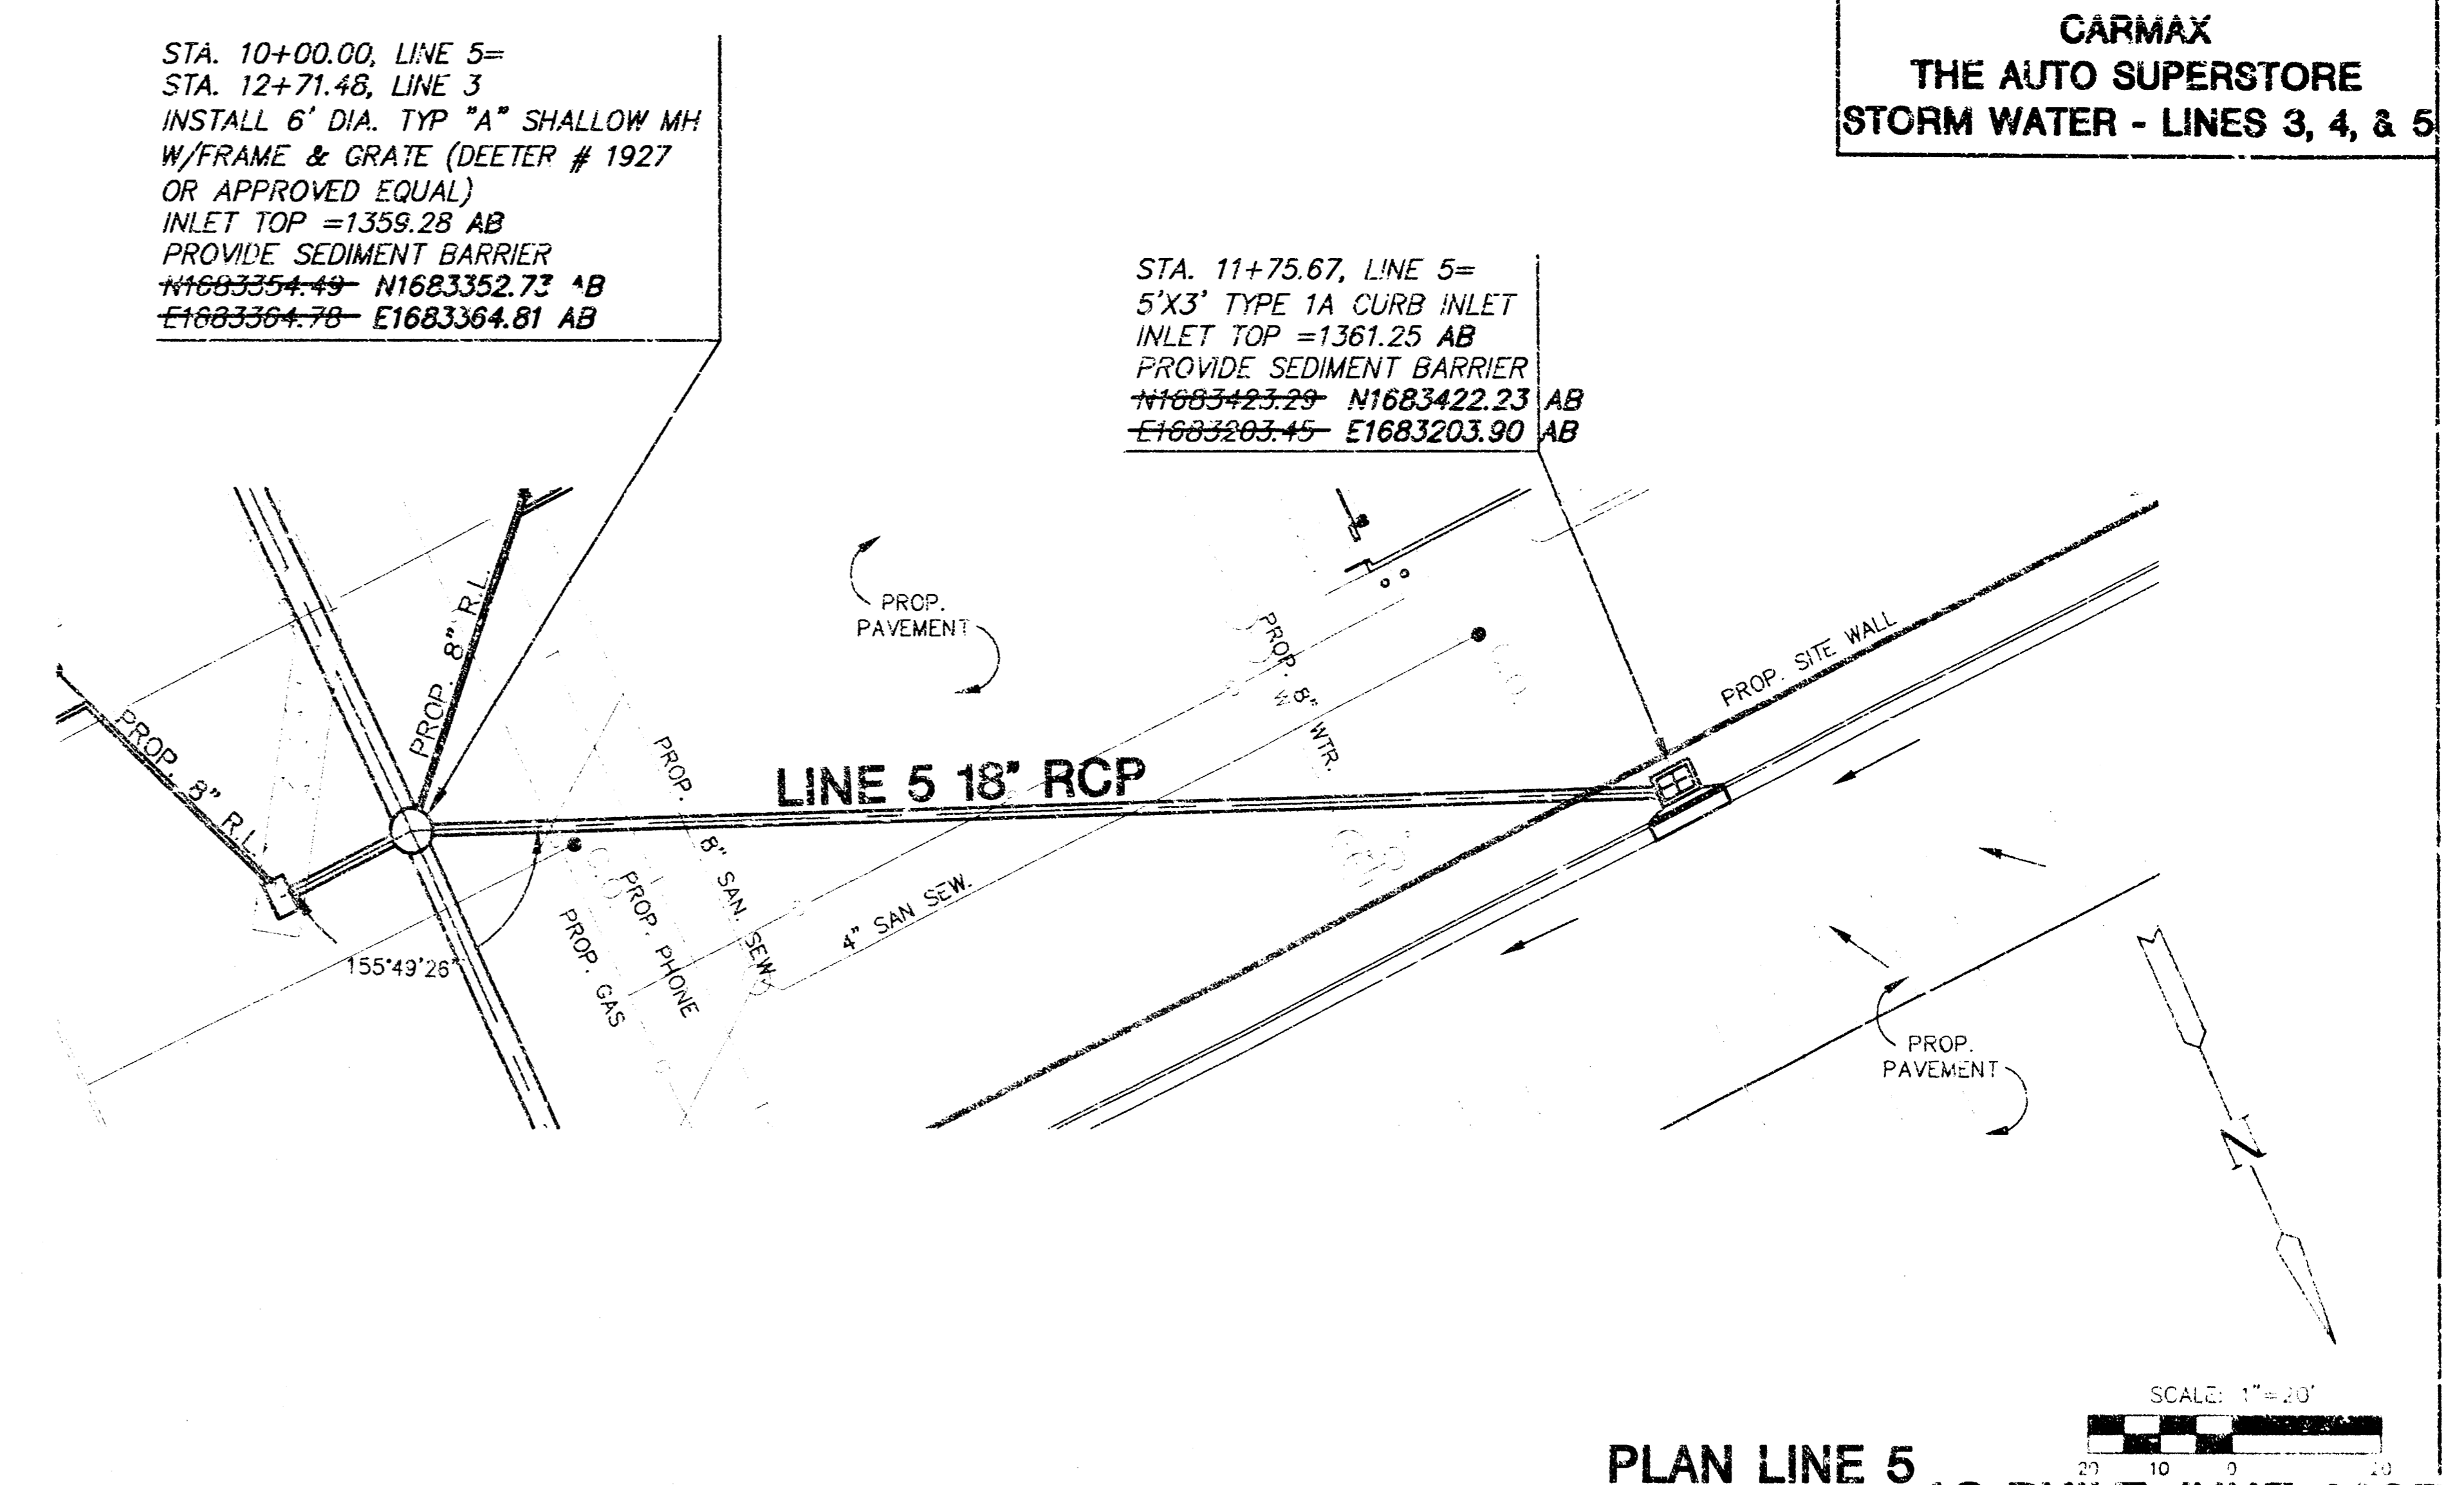 CARMAX
THE AUTO SUPERSTORE
STORM WATER - LINES 3, 4, & 5
STA. 10+00.00, LINE 5=
STA. 12+71.48, LINE 3
INSTALL 6' DIA. TYP "A" SHALLOW MH
W/FRAME & GRATE (DEETER # 1927
OR APPROVED EQUAL)
INLET TOP =1359.28 AB
PROVIDE SEDIMENT BARRIER
N1683354.49 N1683352.73 AB
E1683364.78 E1683364.81 AB
STA. 11+75.67, LINE 5=
5'X3' TYPE 1A CURB INLET
INLET TOP =1361.25 AB
PROVIDE SEDIMENT BARRIER
N1683423.29 N1683422.23 AB
E1683203.45 E1683203.90 AB
PROP. 8" R.L.
PROP.
PAVEMENT
PROP. 8" WTR.
W
C.O.
PROP. SITE WALL
PROP. 8" R.L.
LINE 5 18" RCP
PROP. 8" SAN. SEW.
C.O.
4" SAN SEW.
PROP. PHONE
PROP. GAS
155°49'26"
PROP.
PAVEMENT
N
SCALE: 1"=20'
20 10 0 20
PLAN LINE 5